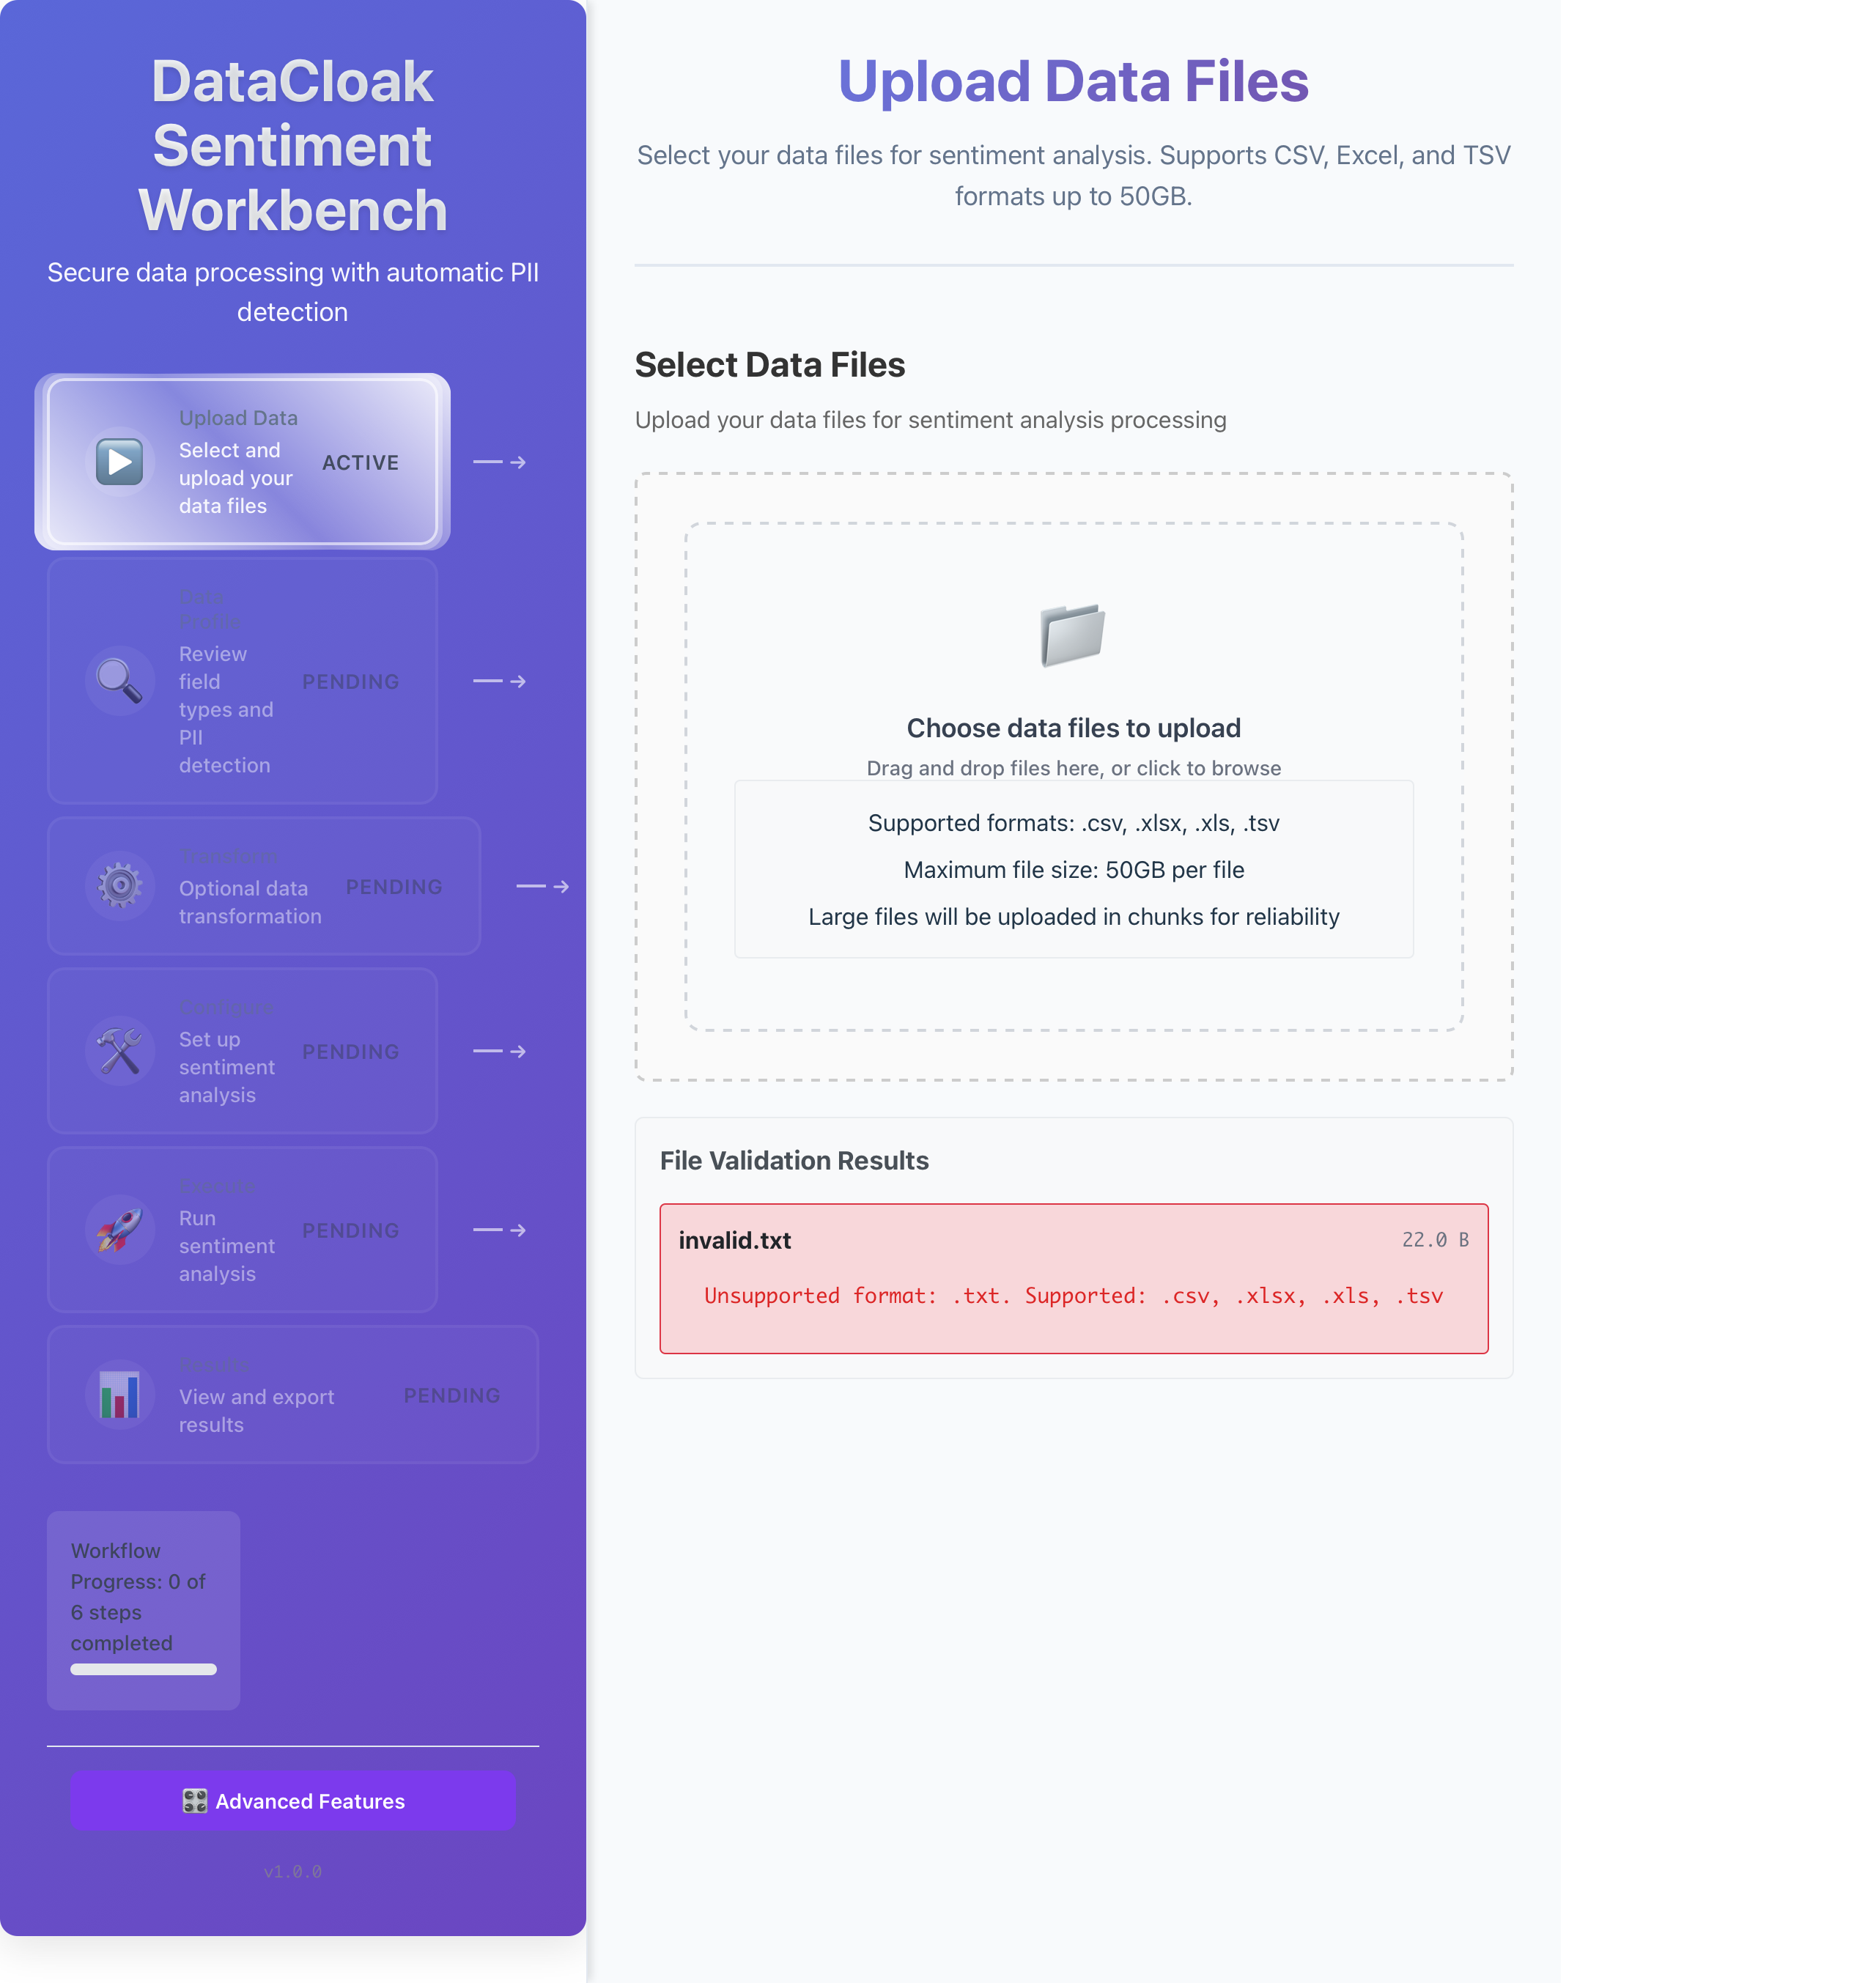 DataCloak
Sentiment
Workbench
Secure data processing with automatic PII
detection
Upload Data
Select and
upload your
data files
ACTIVE
Data
Profile
Review
field
types and
PII
detection
PENDING
Transform
Optional data
transformation
PENDING
Configure
Set up
sentiment
analysis
PENDING
Execute
Run
sentiment
analysis
PENDING
Results
View and export
results
PENDING
Workflow
Progress: 0 of
6 steps
completed
Advanced Features
v1.0.0
Upload Data Files
Select your data files for sentiment analysis. Supports CSV, Excel, and TSV
formats up to 50GB.
Select Data Files
Upload your data files for sentiment analysis processing
Choose data files to upload
Drag and drop files here, or click to browse
Supported formats: .csv, .xlsx, .xls, .tsv
Maximum file size: 50GB per file
Large files will be uploaded in chunks for reliability
File Validation Results
invalid.txt
22.0 B
Unsupported format: .txt. Supported: .csv, .xlsx, .xls, .tsv